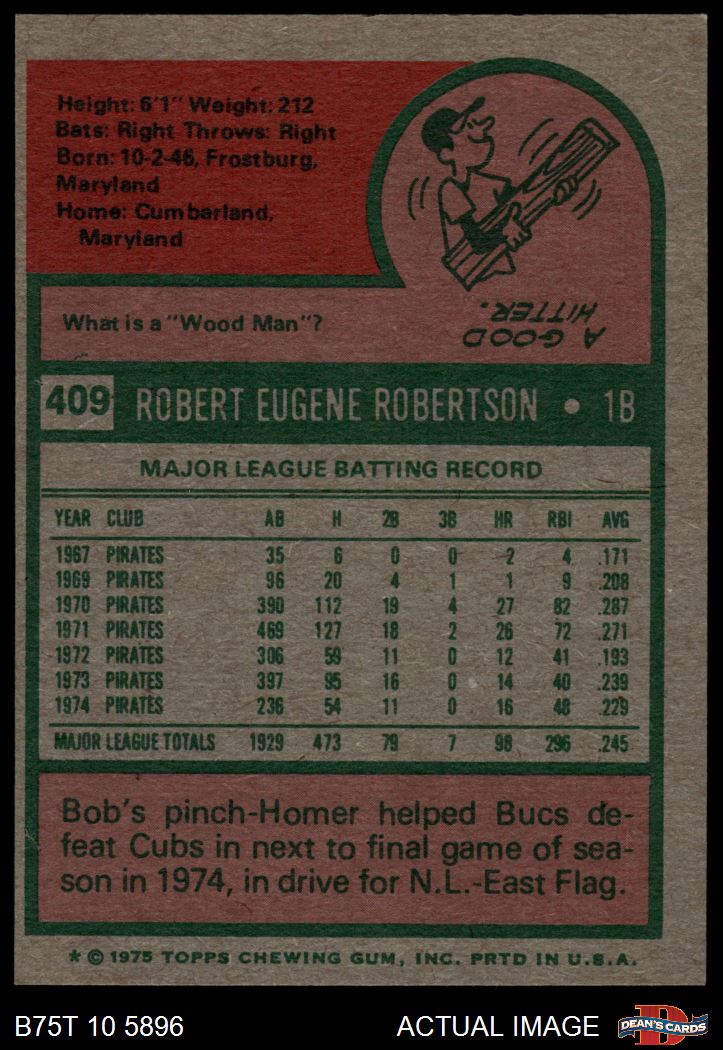 Height: 6'1" Weight: 212
Bats: Right Throws: Right
Born: 10-2-46, Frostburg,
Maryland
Home: Cumberland,
Maryland
What is a "Wood Man"?
A GOOD
HITTER.
409 ROBERT EUGENE ROBERTSON • 1B
MAJOR LEAGUE BATTING RECORD
YEAR CLUB AB H 2B 3B HR RBI AVG
1967 PIRATES 35 6 0 0 2 4 .171
1969 PIRATES 96 20 4 1 1 9 .208
1970 PIRATES 390 112 19 4 27 82 .287
1971 PIRATES 469 127 18 2 26 72 .271
1972 PIRATES 306 59 11 0 12 41 .193
1973 PIRATES 397 95 16 0 14 40 .239
1974 PIRATES 236 54 11 0 16 48 .229
MAJOR LEAGUE TOTALS 1929 473 79 7 98 296 .245
Bob's pinch-Homer helped Bucs de-
feat Cubs in next to final game of sea-
son in 1974, in drive for N.L.-East Flag.
* © 1975 TOPPS CHEWING GUM, INC. PRTD IN U.S.A.
B75T 10 5896 ACTUAL IMAGE
D
DEAN'S CARDS